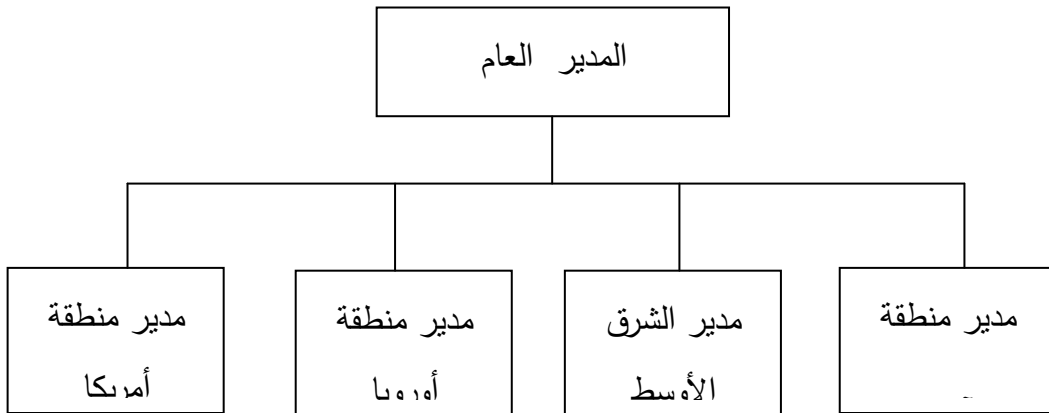 المدير العام
مدير منطقة
مدير الشرق
الأوسط
مدير منطقة
أوروبا
مدير منطقة
أمريكا